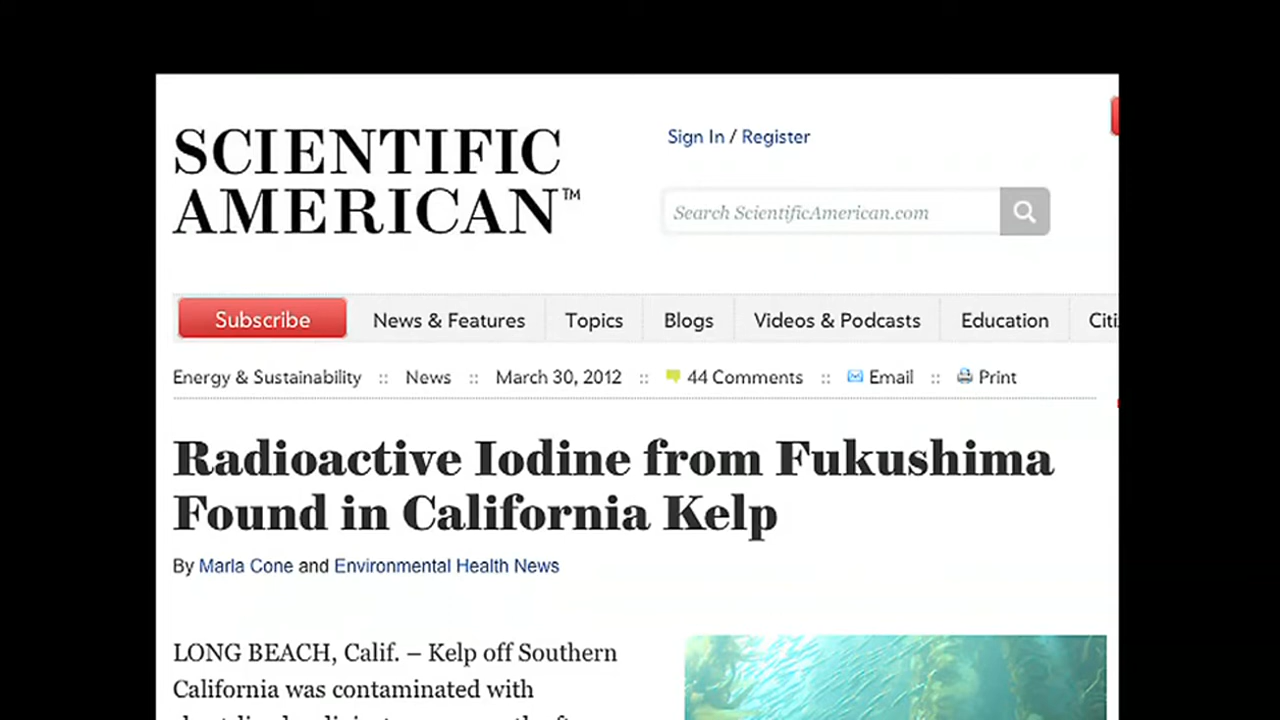 SCIENTIFIC
AMERICAN™
Sign In / Register
Search ScientificAmerican.com
Subscribe
News & Features
Topics
Blogs
Videos & Podcasts
Education
Energy & Sustainability :: News :: March 30, 2012 :: 44 Comments :: Email :: Print
Radioactive Iodine from Fukushima
Found in California Kelp
By Marla Cone and Environmental Health News
LONG BEACH, Calif. – Kelp off Southern
California was contaminated with